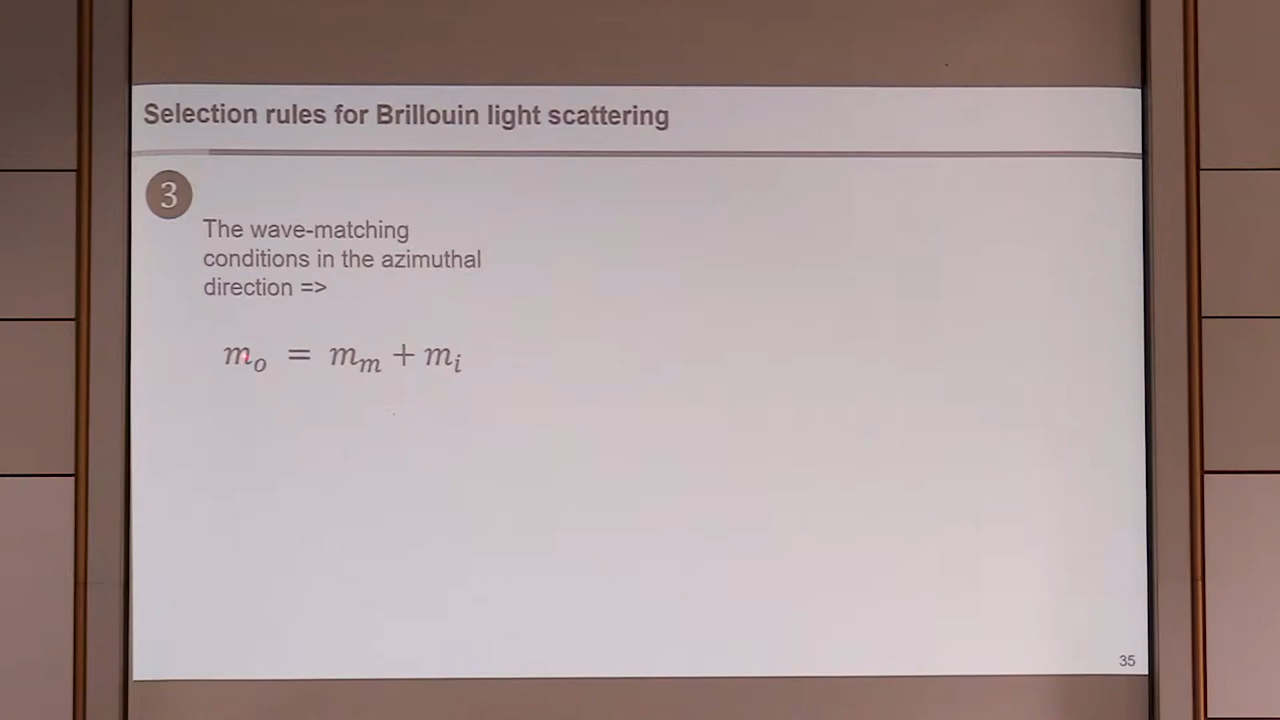 Selection rules for Brillouin light scattering
3
The wave-matching
conditions in the azimuthal
direction =>
m_o = m_m + m_i
35